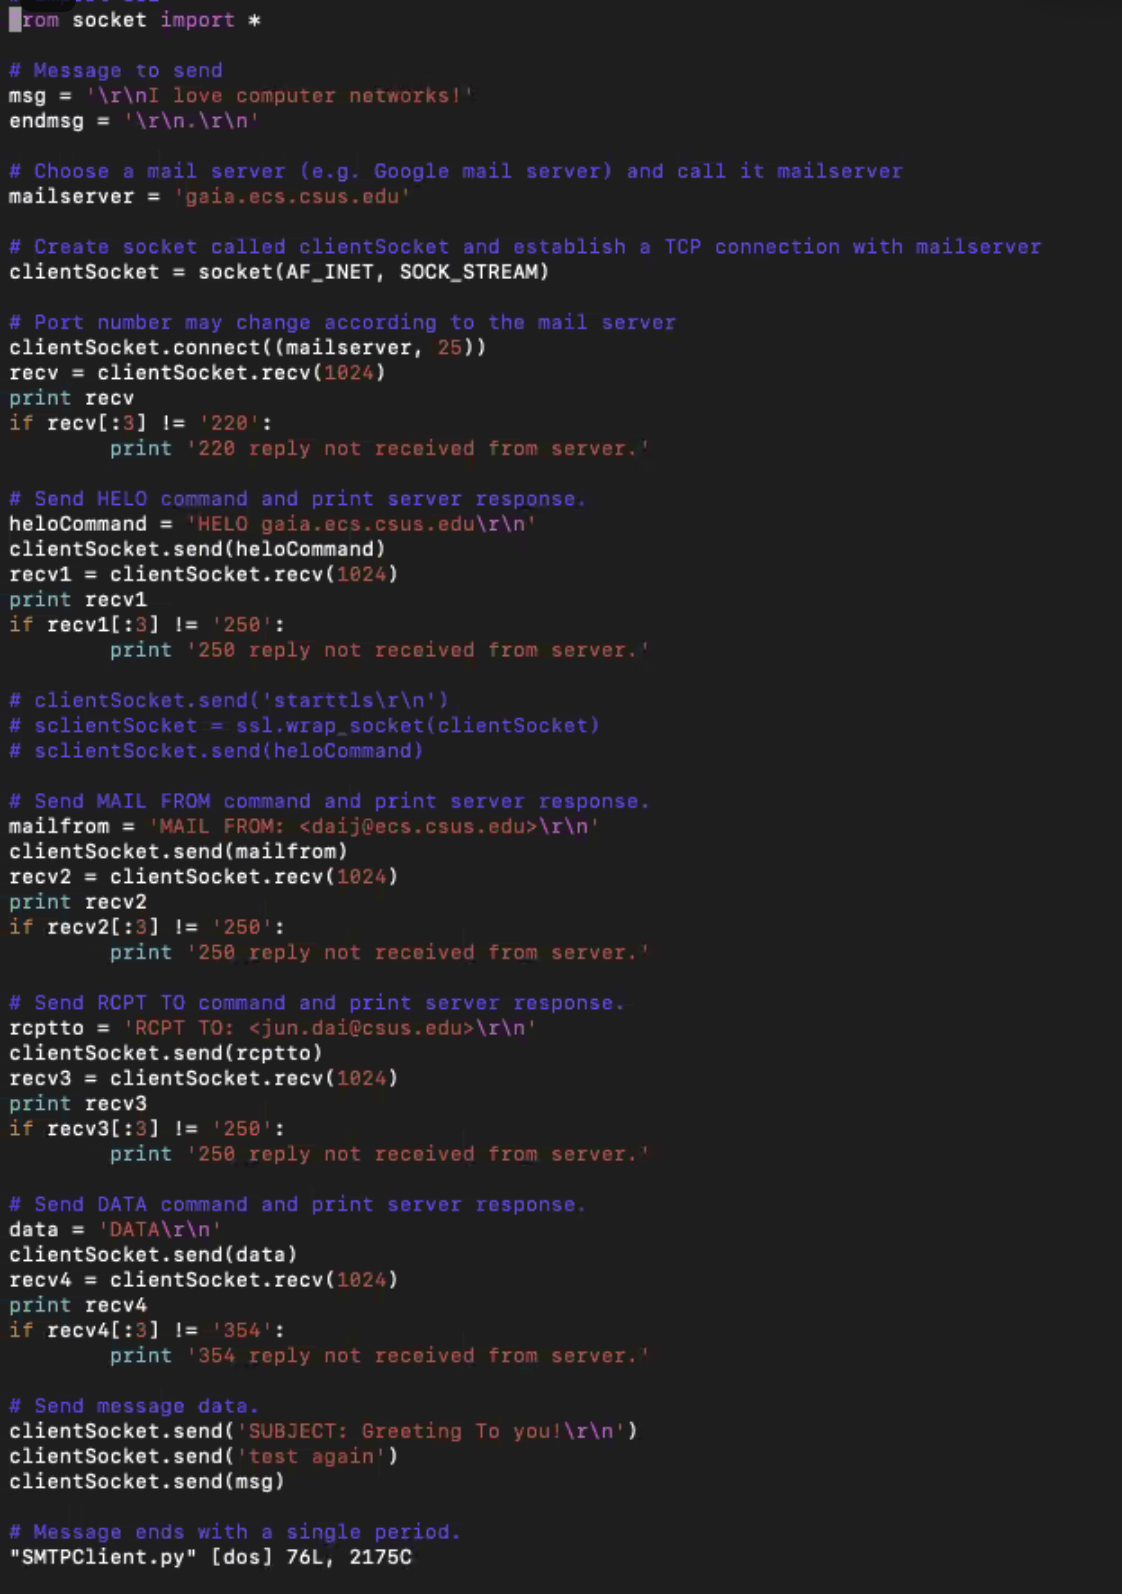 rom socket import *
# Message to send
msg = '\r\nI love computer networks!'
endmsg = '\r\n.\r\n'
# Choose a mail server (e.g. Google mail server) and call it mailserver
mailserver = 'gaia.ecs.csus.edu'
# Create socket called clientSocket and establish a TCP connection with mailserver
clientSocket = socket(AF_INET, SOCK_STREAM)
# Port number may change according to the mail server
clientSocket.connect((mailserver, 25))
recv = clientSocket.recv(1024)
print recv
if recv[:3] != '220':
        print '220 reply not received from server.'
# Send HELO command and print server response.
heloCommand = 'HELO gaia.ecs.csus.edu\r\n'
clientSocket.send(heloCommand)
recv1 = clientSocket.recv(1024)
print recv1
if recv1[:3] != '250':
        print '250 reply not received from server.'
# clientSocket.send('starttls\r\n')
# sclientSocket = ssl.wrap_socket(clientSocket)
# sclientSocket.send(heloCommand)
# Send MAIL FROM command and print server response.
mailfrom = 'MAIL FROM: <daij@ecs.csus.edu>\r\n'
clientSocket.send(mailfrom)
recv2 = clientSocket.recv(1024)
print recv2
if recv2[:3] != '250':
        print '250 reply not received from server.'
# Send RCPT TO command and print server response.
rcptto = 'RCPT TO: <jun.dai@csus.edu>\r\n'
clientSocket.send(rcptto)
recv3 = clientSocket.recv(1024)
print recv3
if recv3[:3] != '250':
        print '250 reply not received from server.'
# Send DATA command and print server response.
data = 'DATA\r\n'
clientSocket.send(data)
recv4 = clientSocket.recv(1024)
print recv4
if recv4[:3] != '354':
        print '354 reply not received from server.'
# Send message data.
clientSocket.send('SUBJECT: Greeting To you!\r\n')
clientSocket.send('test again')
clientSocket.send(msg)
# Message ends with a single period.
"SMTPClient.py" [dos] 76L, 2175C